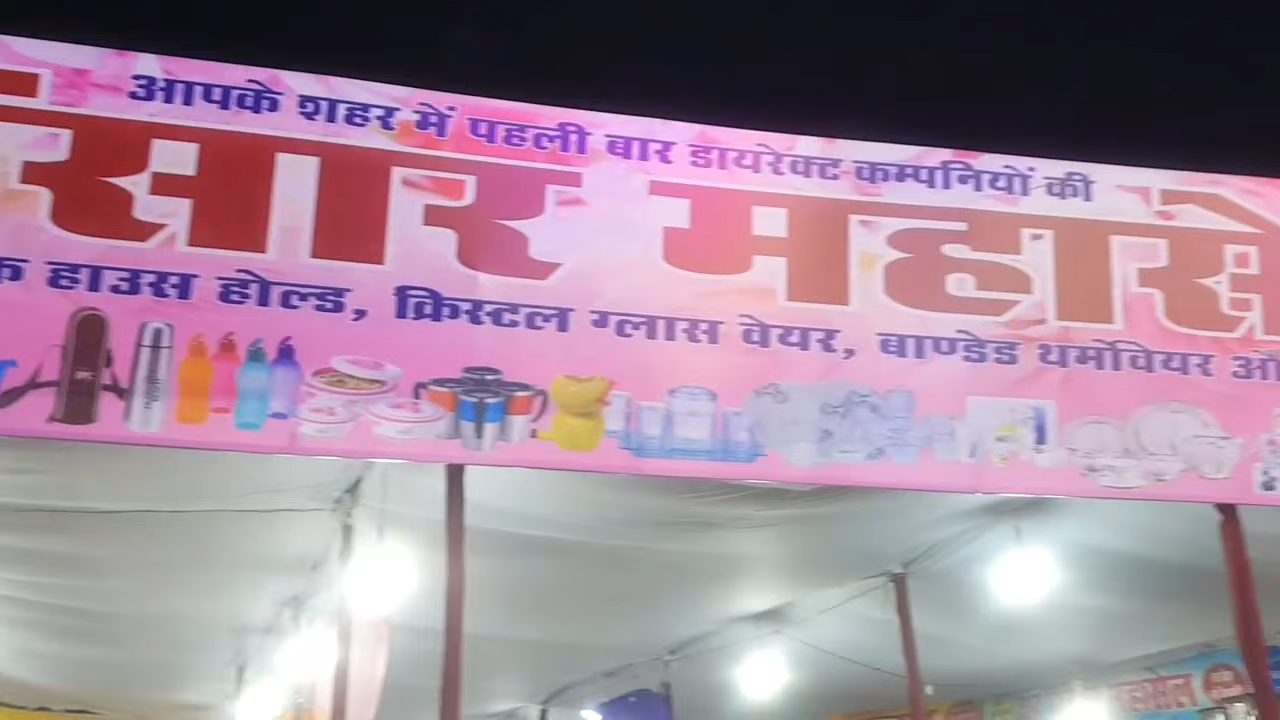 आपके शहर में पहली बार डायरेक्ट कम्पनियों की
सार महासे
क हाउस होल्ड, क्रिस्टल ग्लास वेयर, बाण्डेड थर्मोवेयर औ